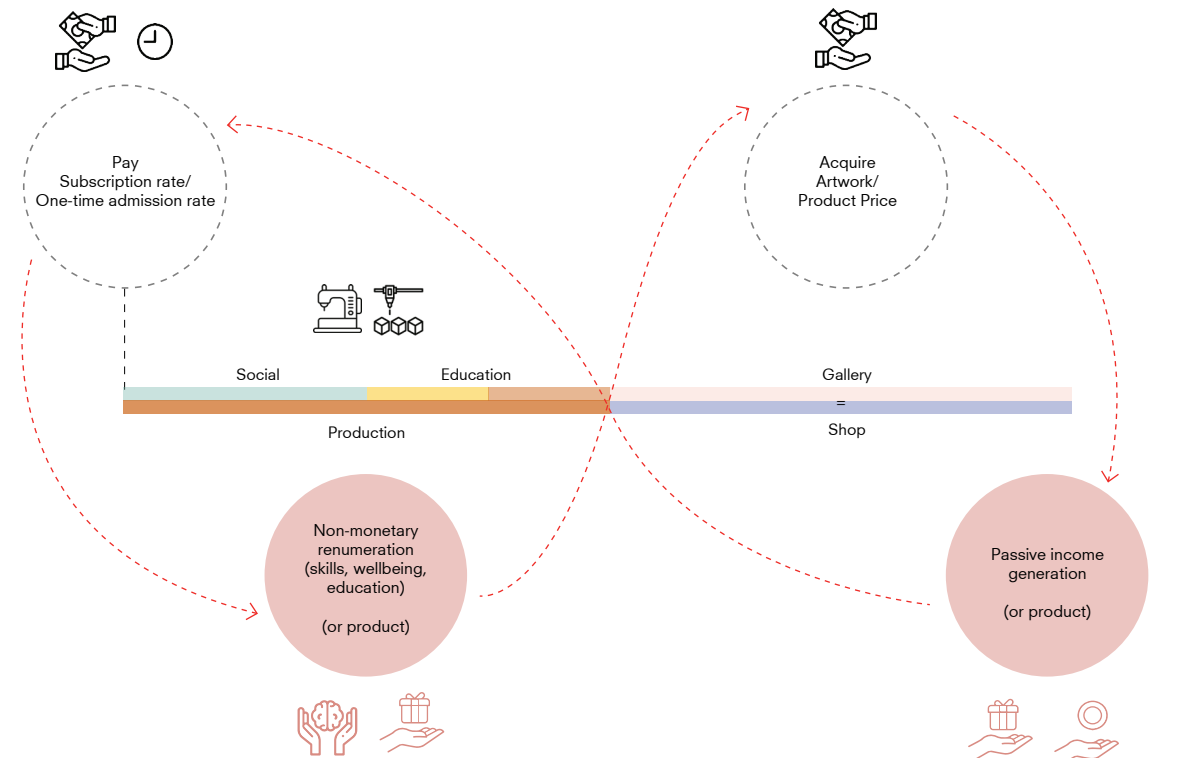 Pay
Subscription rate/
One-time admission rate
Acquire
Artwork/
Product Price
Social
Education
Gallery
=
Production
Shop
Non-monetary
renumeration
(skills, wellbeing,
education)
(or product)
Passive income
generation
(or product)